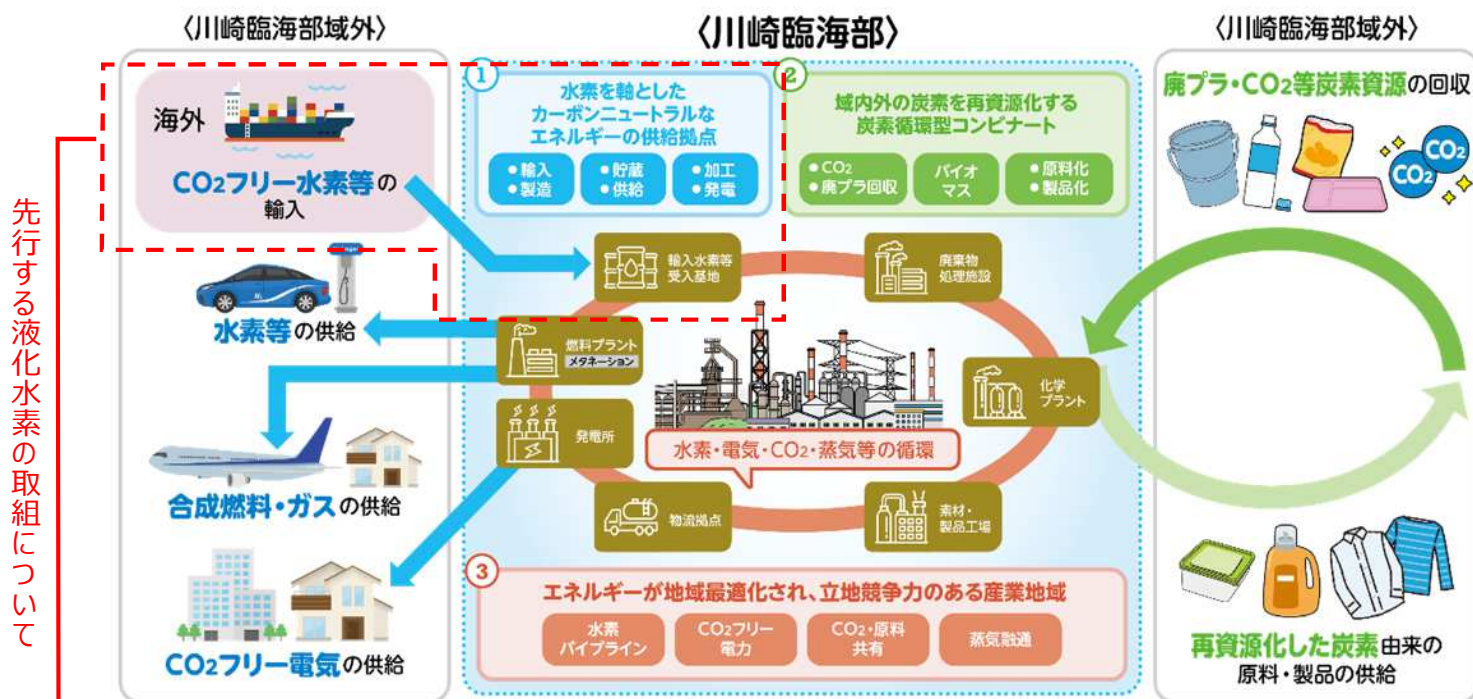 〈川崎臨海部域外〉
〈川崎臨海部〉
〈川崎臨海部域外〉
先行する液化水素の取組について
海外
CO2フリー水素等の
輸入
水素等の供給
合成燃料・ガスの供給
CO2フリー電気の供給
1
水素を軸とした
カーボンニュートラルな
エネルギーの供給拠点
●輸入
●製造
●貯蔵
●供給
●加工
●発電
2
域内外の炭素を再資源化する
炭素循環型コンビナート
●CO2
●廃プラ回収
バイオ
マス
●原料化
●製品化
輸入水素等
受入基地
廃棄物
処理施設
燃料プラント
メタネーション
化学
プラント
発電所
水素・電気・CO2・蒸気等の循環
物流拠点
素材・
製品工場
3
エネルギーが地域最適化され、立地競争力のある産業地域
水素
パイプライン
CO2フリー
電力
CO2・原料
共有
蒸気融通
廃プラ・CO2等炭素資源の回収
CO2
CO2
再資源化した炭素由来の
原料・製品の供給